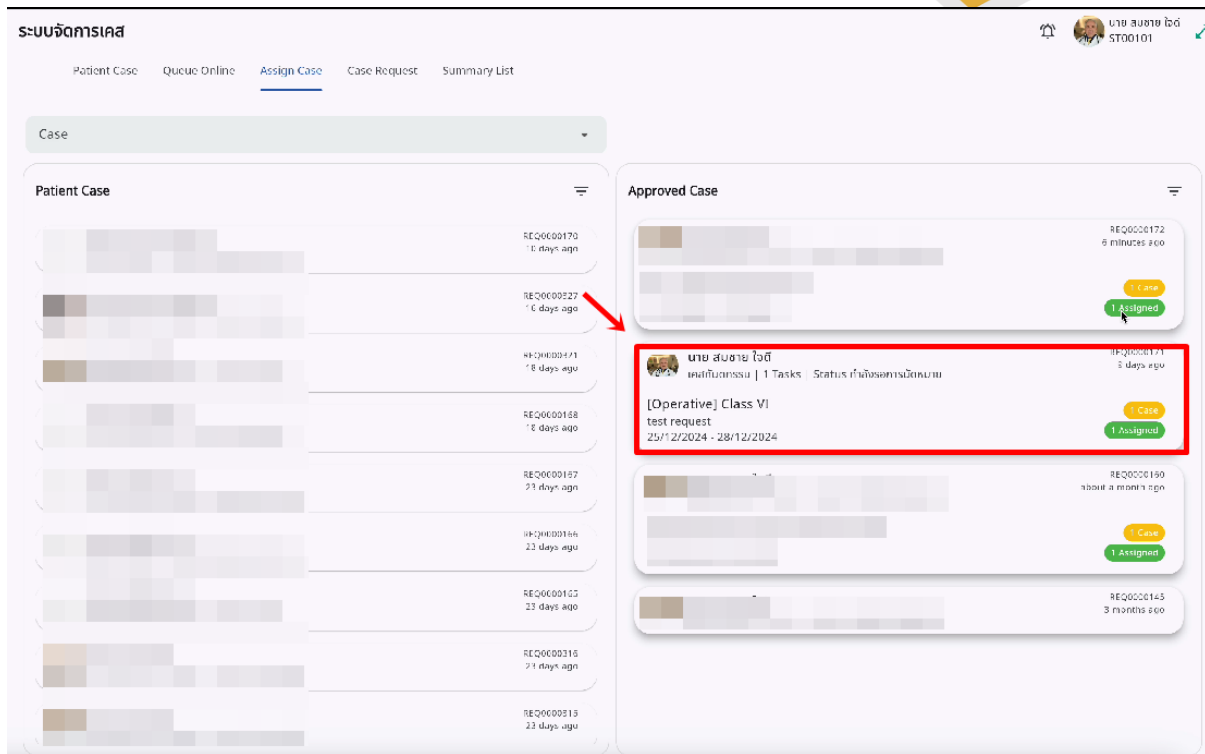 ระบบจัดการเคส
นาย สมชาย ใจดี
ST00101
Patient Case Queue Online Assign Case Case Request Summary List
Case
Patient Case
REQ0000170
10 days ago
REQ0000327
16 days ago
REQ0000321
18 days ago
REQ0000168
18 days ago
REQ0000167
23 days ago
REQ0000166
23 days ago
REQ0000165
23 days ago
REQ0000316
23 days ago
REQ0000315
23 days ago
Approved Case
REQ0000172
6 minutes ago
1 Case
1 Assigned
นาย สมชาย ใจดี
REQ0000171
เคสทันตกรรม | 1 Tasks | Status กำลังรอการนัดหมาย
9 days ago
[Operative] Class VI
test request
1 Case
25/12/2024 - 28/12/2024
1 Assigned
REQ0000160
about a month ago
1 Case
1 Assigned
REQ0000145
3 months ago